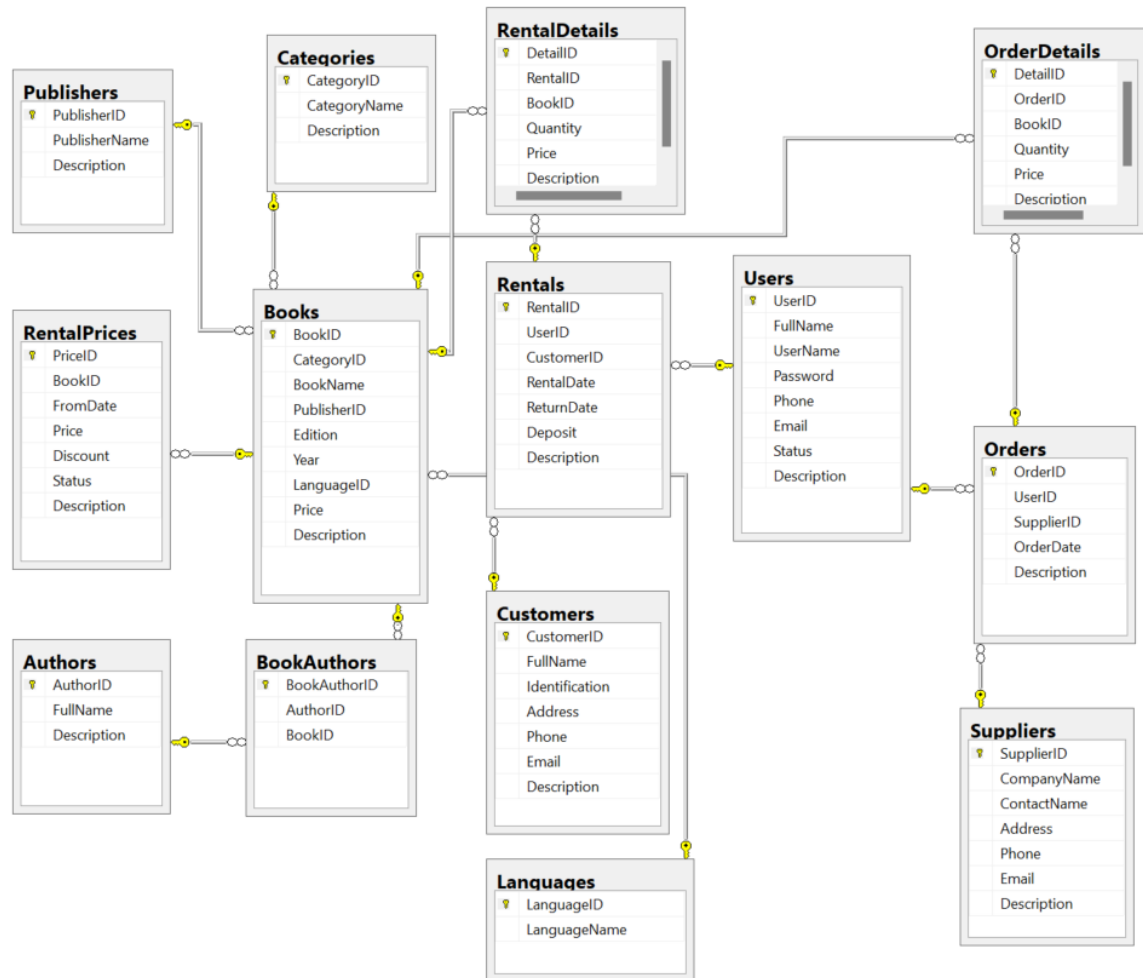 Publishers
PublisherID
PublisherName
Description
Categories
CategoryID
CategoryName
Description
RentalDetails
DetailID
RentalID
BookID
Quantity
Price
Description
OrderDetails
DetailID
OrderID
BookID
Quantity
Price
Description
RentalPrices
PriceID
BookID
FromDate
Price
Discount
Status
Description
Books
BookID
CategoryID
BookName
PublisherID
Edition
Year
LanguageID
Price
Description
Rentals
RentalID
UserID
CustomerID
RentalDate
ReturnDate
Deposit
Description
Users
UserID
FullName
UserName
Password
Phone
Email
Status
Description
Orders
OrderID
UserID
SupplierID
OrderDate
Description
Authors
AuthorID
FullName
Description
BookAuthors
BookAuthorID
AuthorID
BookID
Customers
CustomerID
FullName
Identification
Address
Phone
Email
Description
Suppliers
SupplierID
CompanyName
ContactName
Address
Phone
Email
Description
Languages
LanguageID
LanguageName